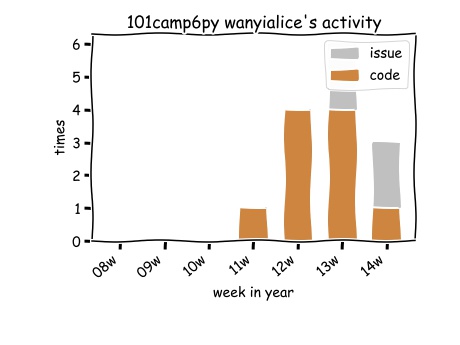 101camp6py wanyialice's activity
issue
code
6
5
4
3
2
1
0
times
08w 09w 10w 11w 12w 13w 14w
week in year